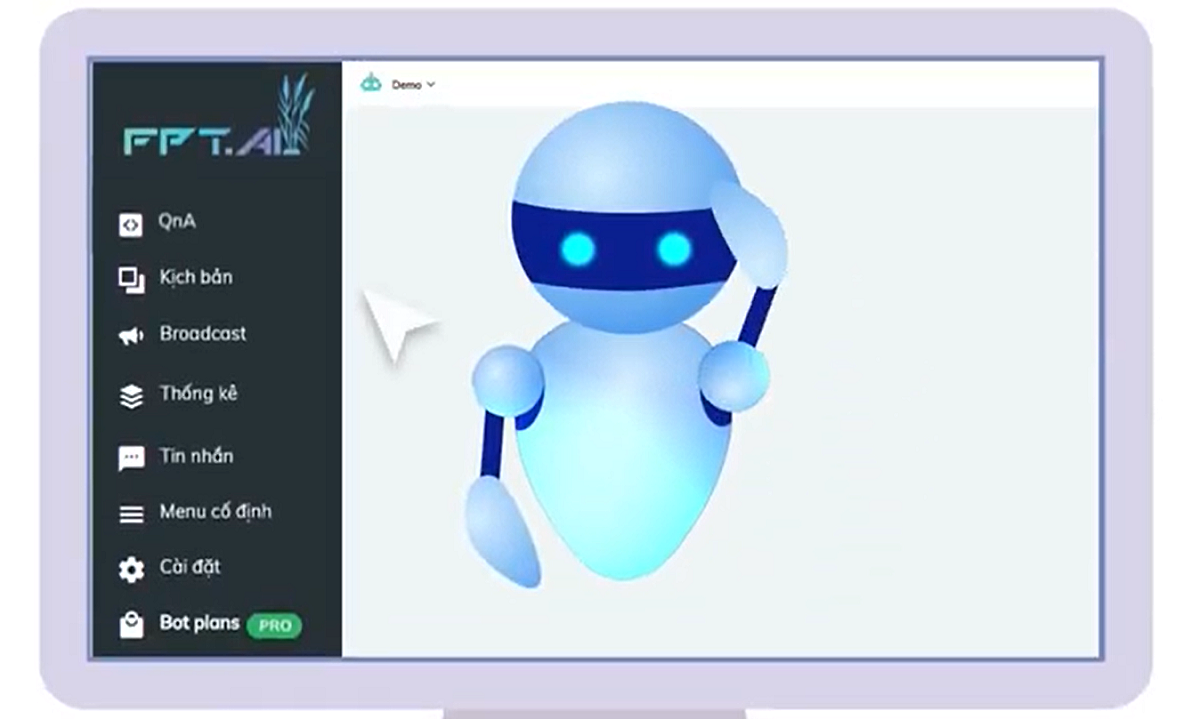 FPT.AI
Demo
QnA
Kịch bản
Broadcast
Thống kê
Tin nhắn
Menu cố định
Cài đặt
Bot plans PRO